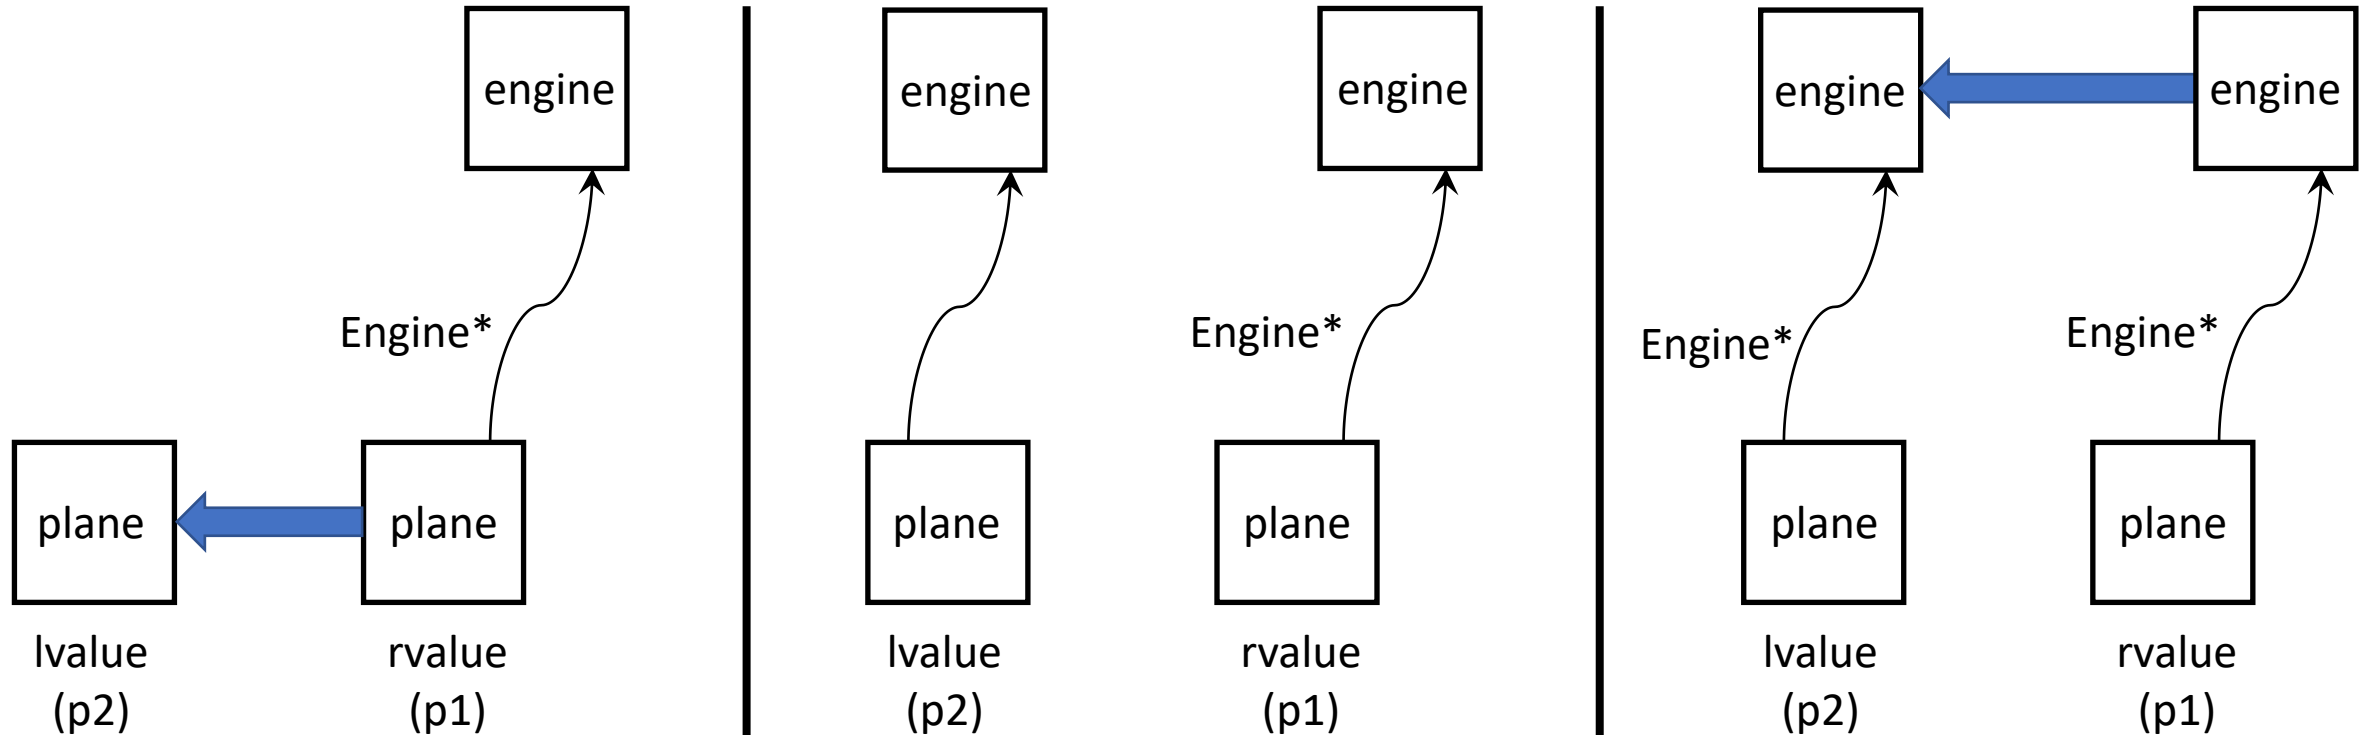 engine
Engine*
plane
plane
lvalue
(p2)
rvalue
(p1)
engine
engine
Engine*
plane
plane
lvalue
(p2)
rvalue
(p1)
engine
engine
Engine*
Engine*
plane
plane
lvalue
(p2)
rvalue
(p1)